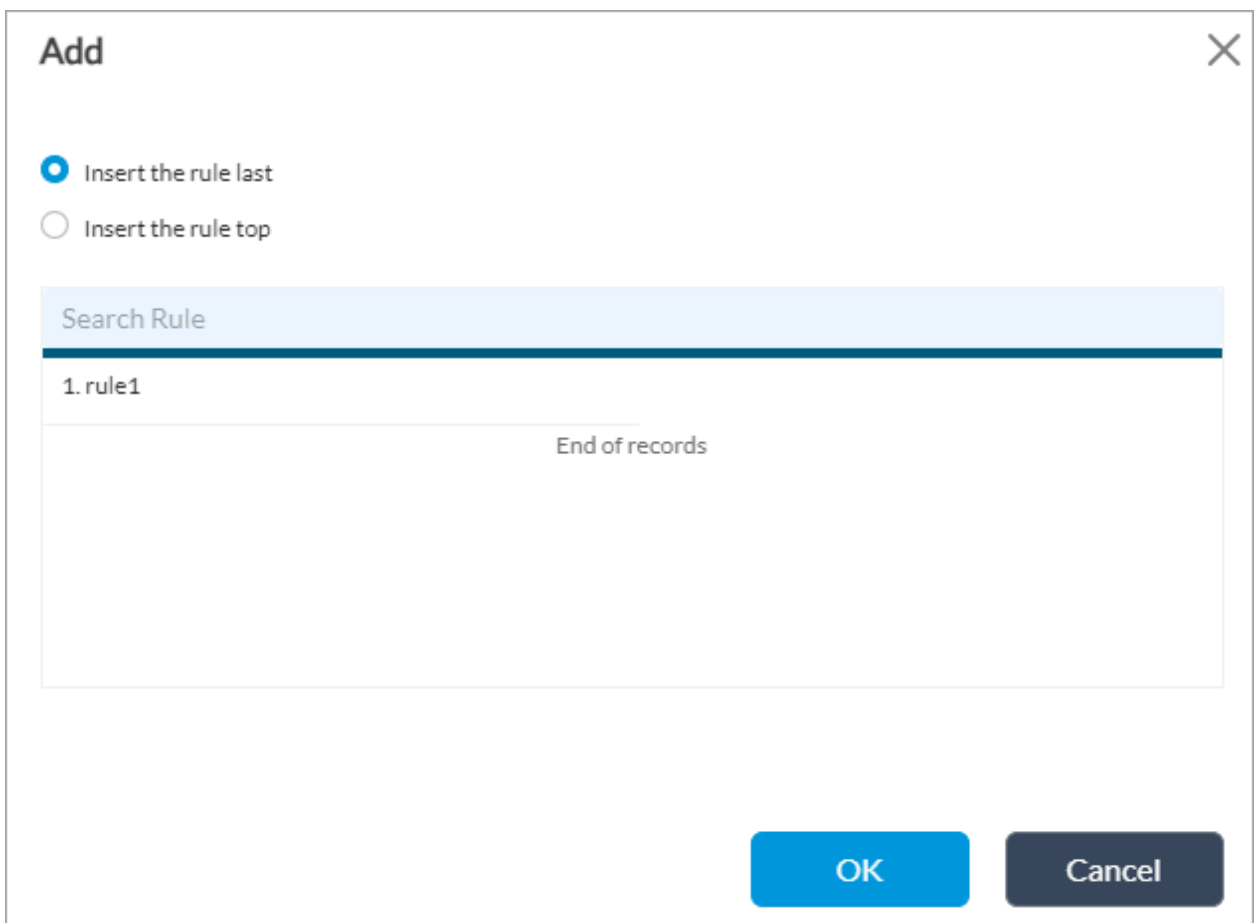 Add
Insert the rule last
Insert the rule top
Search Rule
1. rule1
End of records
OK
Cancel